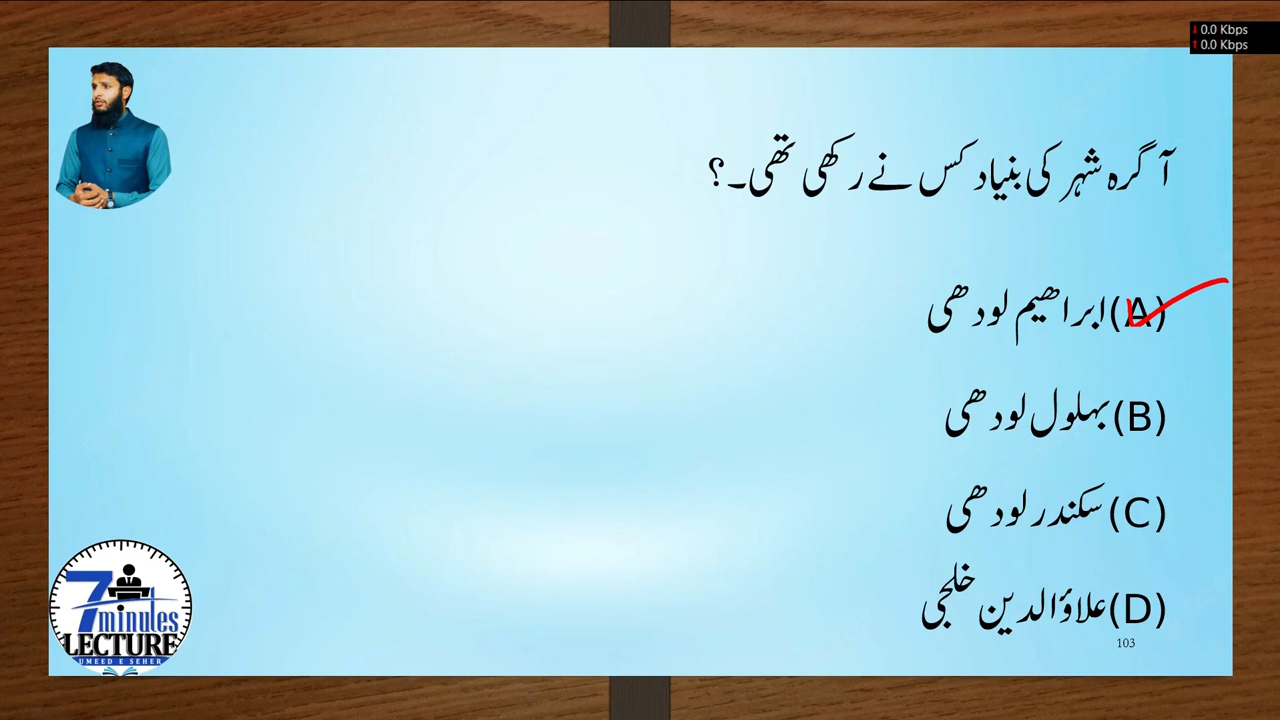 0.0 Kbps
0.0 Kbps
آگرہ شہر کی بنیاد کس نے رکھی تھی۔؟
(A) ابراھیم لودھی
(B) بہلول لودھی
(C) سکندر لودھی
(D) علاؤالدین خلجی
103
7 minutes
LECTURE
UMEED E SEHER